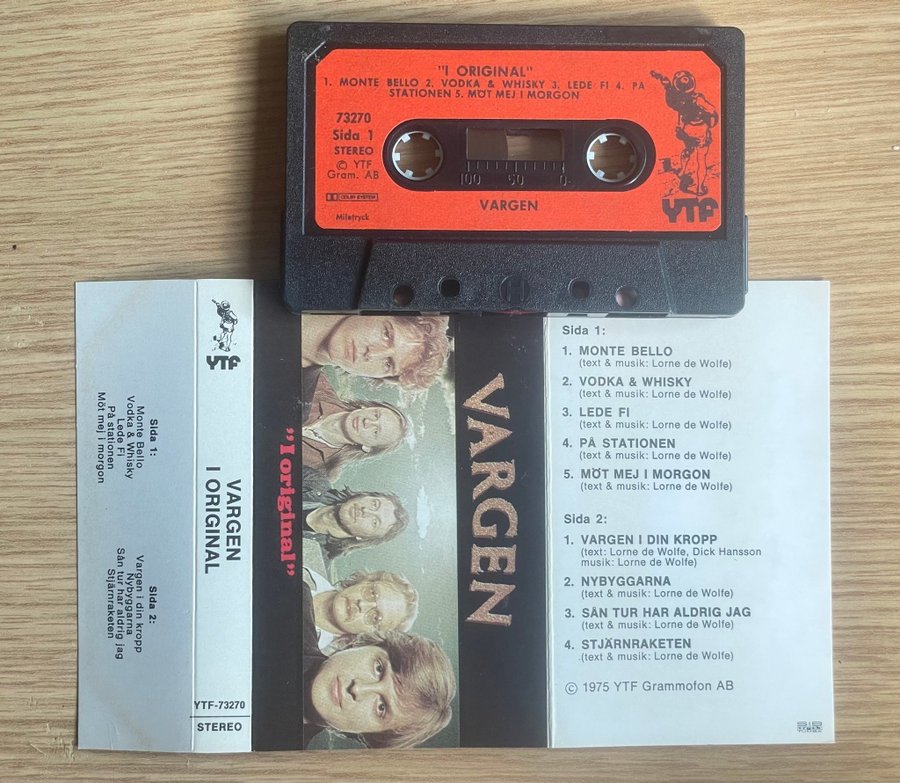 "I ORIGINAL"
1. MONTE BELLO 2. VODKA & WHISKY 3. LEDE FI 4. PÅ
STATIONEN 5. MÖT MEJ I MORGON
73270
Sida 1
STEREO
© YTF
Gram. AB
DOLBY SYSTEM
Miletryck
100 50 0
VARGEN
YTF
Sida 1:
Monte Bello
Vodka & Whisky
Lede Fi
På stationen
Möt mej i morgon
Sida 2:
Vargen i din kropp
Nybyggarna
Sån tur har aldrig jag
Stjärnraketen
YTF
VARGEN
I ORIGINAL
YTF-73270
STEREO
"I original"
VARGEN
Sida 1:
1. MONTE BELLO
(text & musik: Lorne de Wolfe)
2. VODKA & WHISKY
(text & musik: Lorne de Wolfe)
3. LEDE FI
(text & musik: Lorne de Wolfe)
4. PÅ STATIONEN
(text & musik: Lorne de Wolfe)
5. MÖT MEJ I MORGON
(text & musik: Lorne de Wolfe)
Sida 2:
1. VARGEN I DIN KROPP
(text: Lorne de Wolfe, Dick Hansson
musik: Lorne de Wolfe)
2. NYBYGGARNA
(text & musik: Lorne de Wolfe)
3. SÅN TUR HAR ALDRIG JAG
(text & musik: Lorne de Wolfe)
4. STJÄRNRAKETEN
(text & musik: Lorne de Wolfe)
© 1975 YTF Grammofon AB